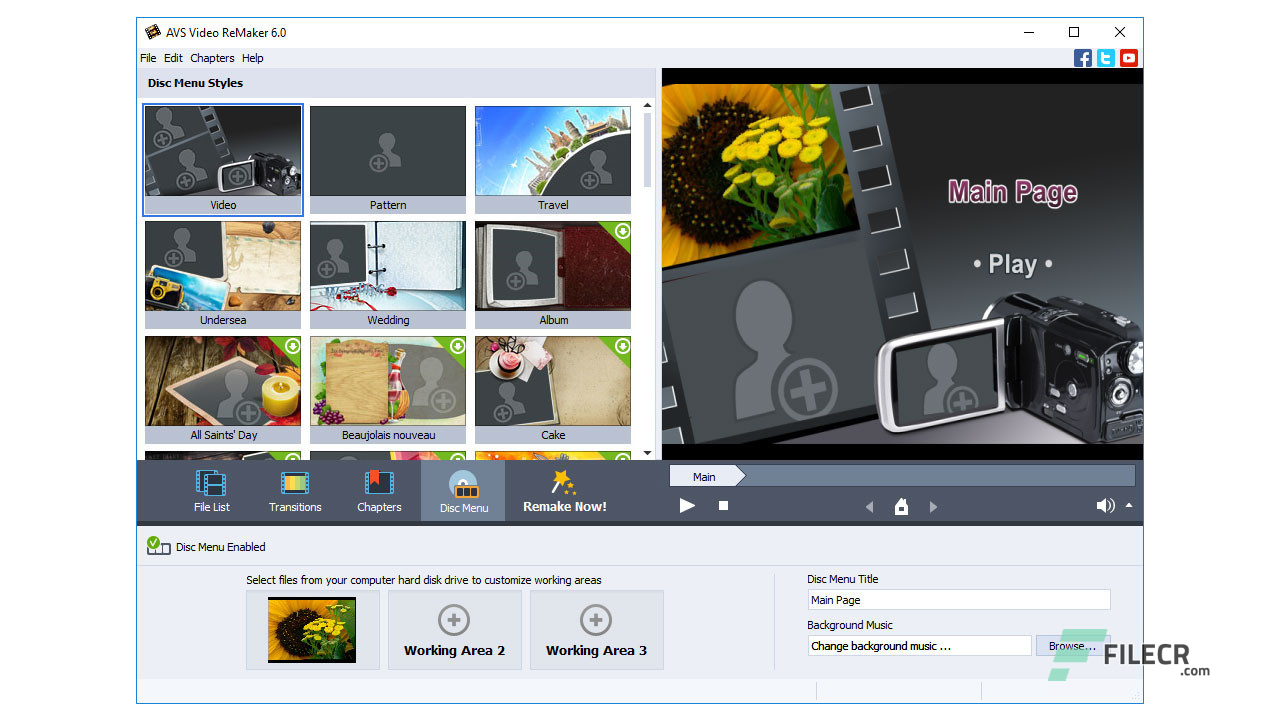 AVS Video ReMaker 6.0
File Edit Chapters Help
Disc Menu Styles
Video
Pattern
Travel
Undersea
Wedding
Album
All Saints' Day
Beaujolais nouveau
Cake
Main Page
• Play •
File List
Transitions
Chapters
Disc Menu
Remake Now!
Main
Disc Menu Enabled
Select files from your computer hard disk drive to customize working areas
Working Area 2
Working Area 3
Disc Menu Title
Main Page
Background Music
Change background music ...
Browse...
FILECR
.com